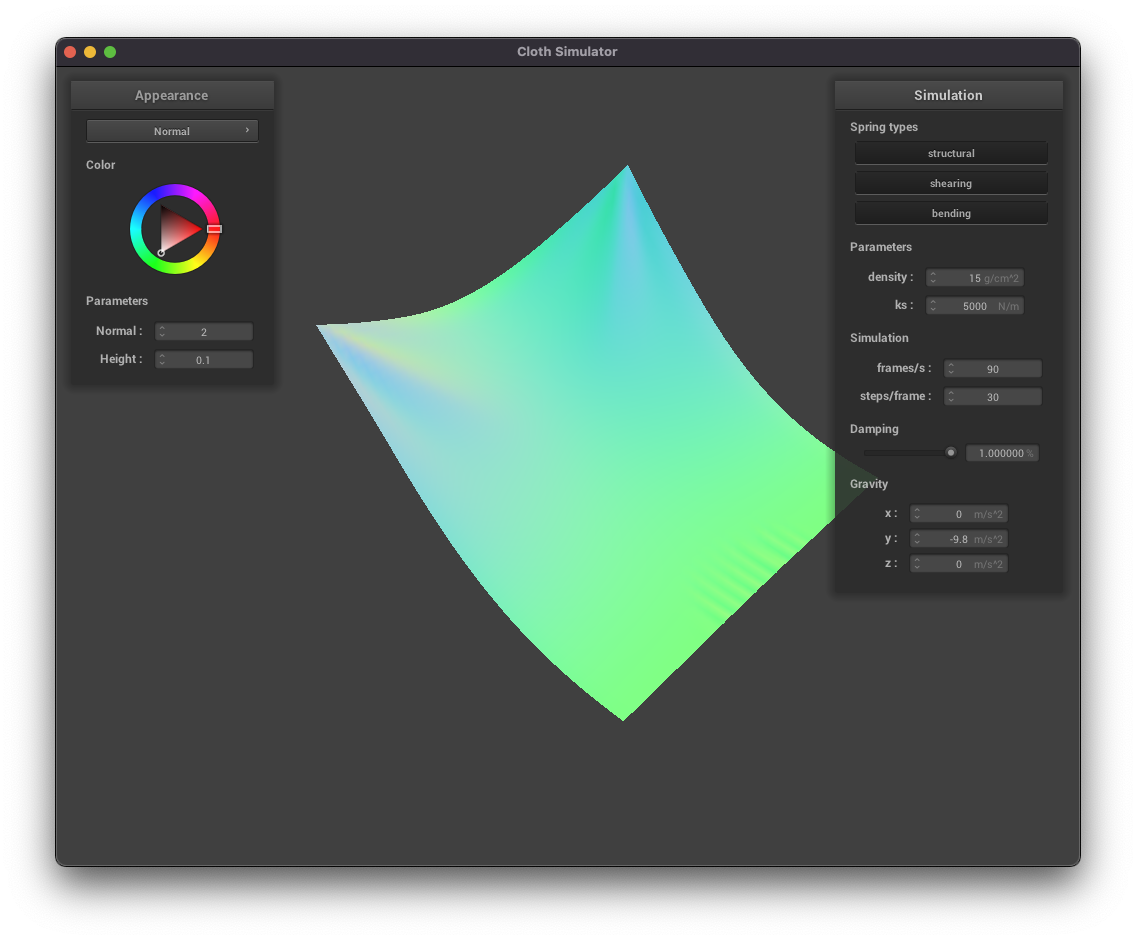 Cloth Simulator
Appearance
Normal ›
Color
Parameters
Normal : 2
Height : 0.1
Simulation
Spring types
structural
shearing
bending
Parameters
density : 15 g/cm^2
ks : 5000 N/m
Simulation
frames/s : 90
steps/frame : 30
Damping
1.000000 %
Gravity
x : 0 m/s^2
y : -9.8 m/s^2
z : 0 m/s^2